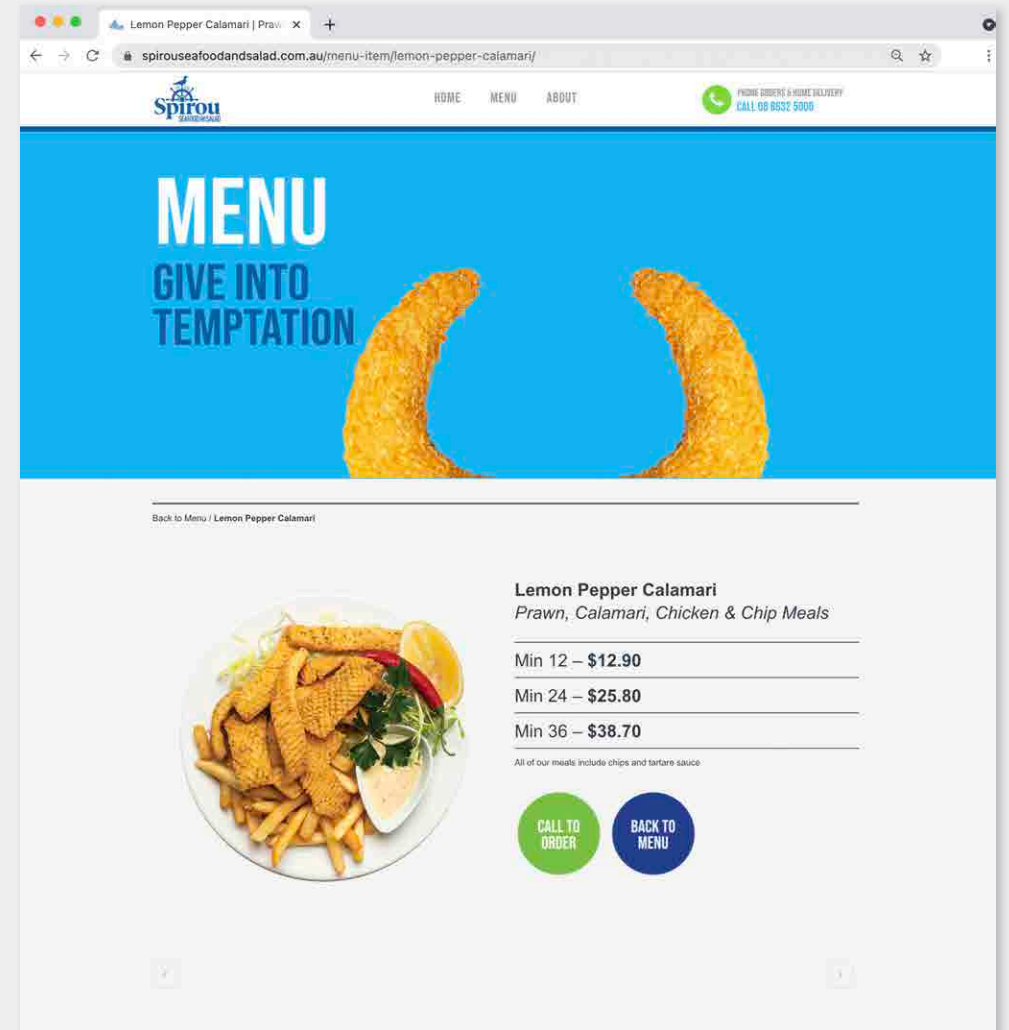 Lemon Pepper Calamari | Praw
spirouseafoodandsalad.com.au/menu-item/lemon-pepper-calamari/
Spirou
SEAFOOD & SALAD
HOME MENU ABOUT
PHONE ORDERS & HOME DELIVERY
CALL 08 8632 5000
MENU
GIVE INTO
TEMPTATION
Back to Menu / Lemon Pepper Calamari
Lemon Pepper Calamari
Prawn, Calamari, Chicken & Chip Meals
Min 12 – $12.90
Min 24 – $25.80
Min 36 – $38.70
All of our meals include chips and tartare sauce
CALL TO
ORDER
BACK TO
MENU